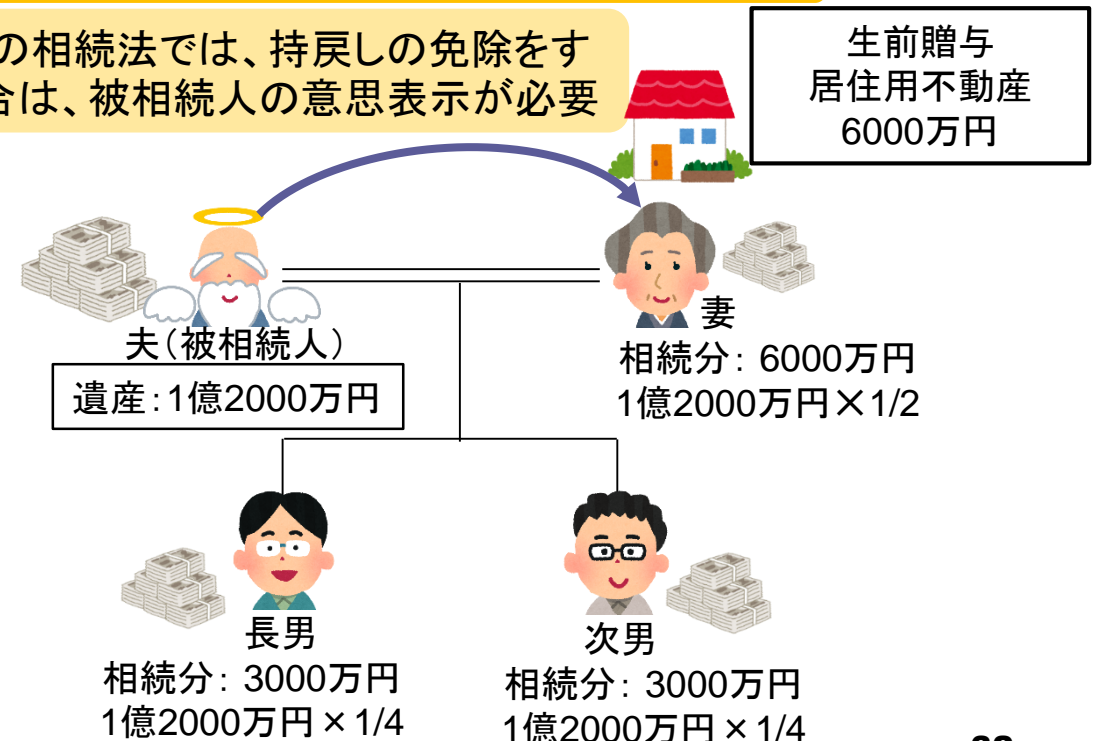 の相続法では、持戻しの免除をす
合は、被相続人の意思表示が必要
生前贈与
居住用不動産
6000万円
夫(被相続人)
遺産:1億2000万円
妻
相続分: 6000万円
1億2000万円×1/2
長男
相続分: 3000万円
1億2000万円×1/4
次男
相続分: 3000万円
1億2000万円×1/4